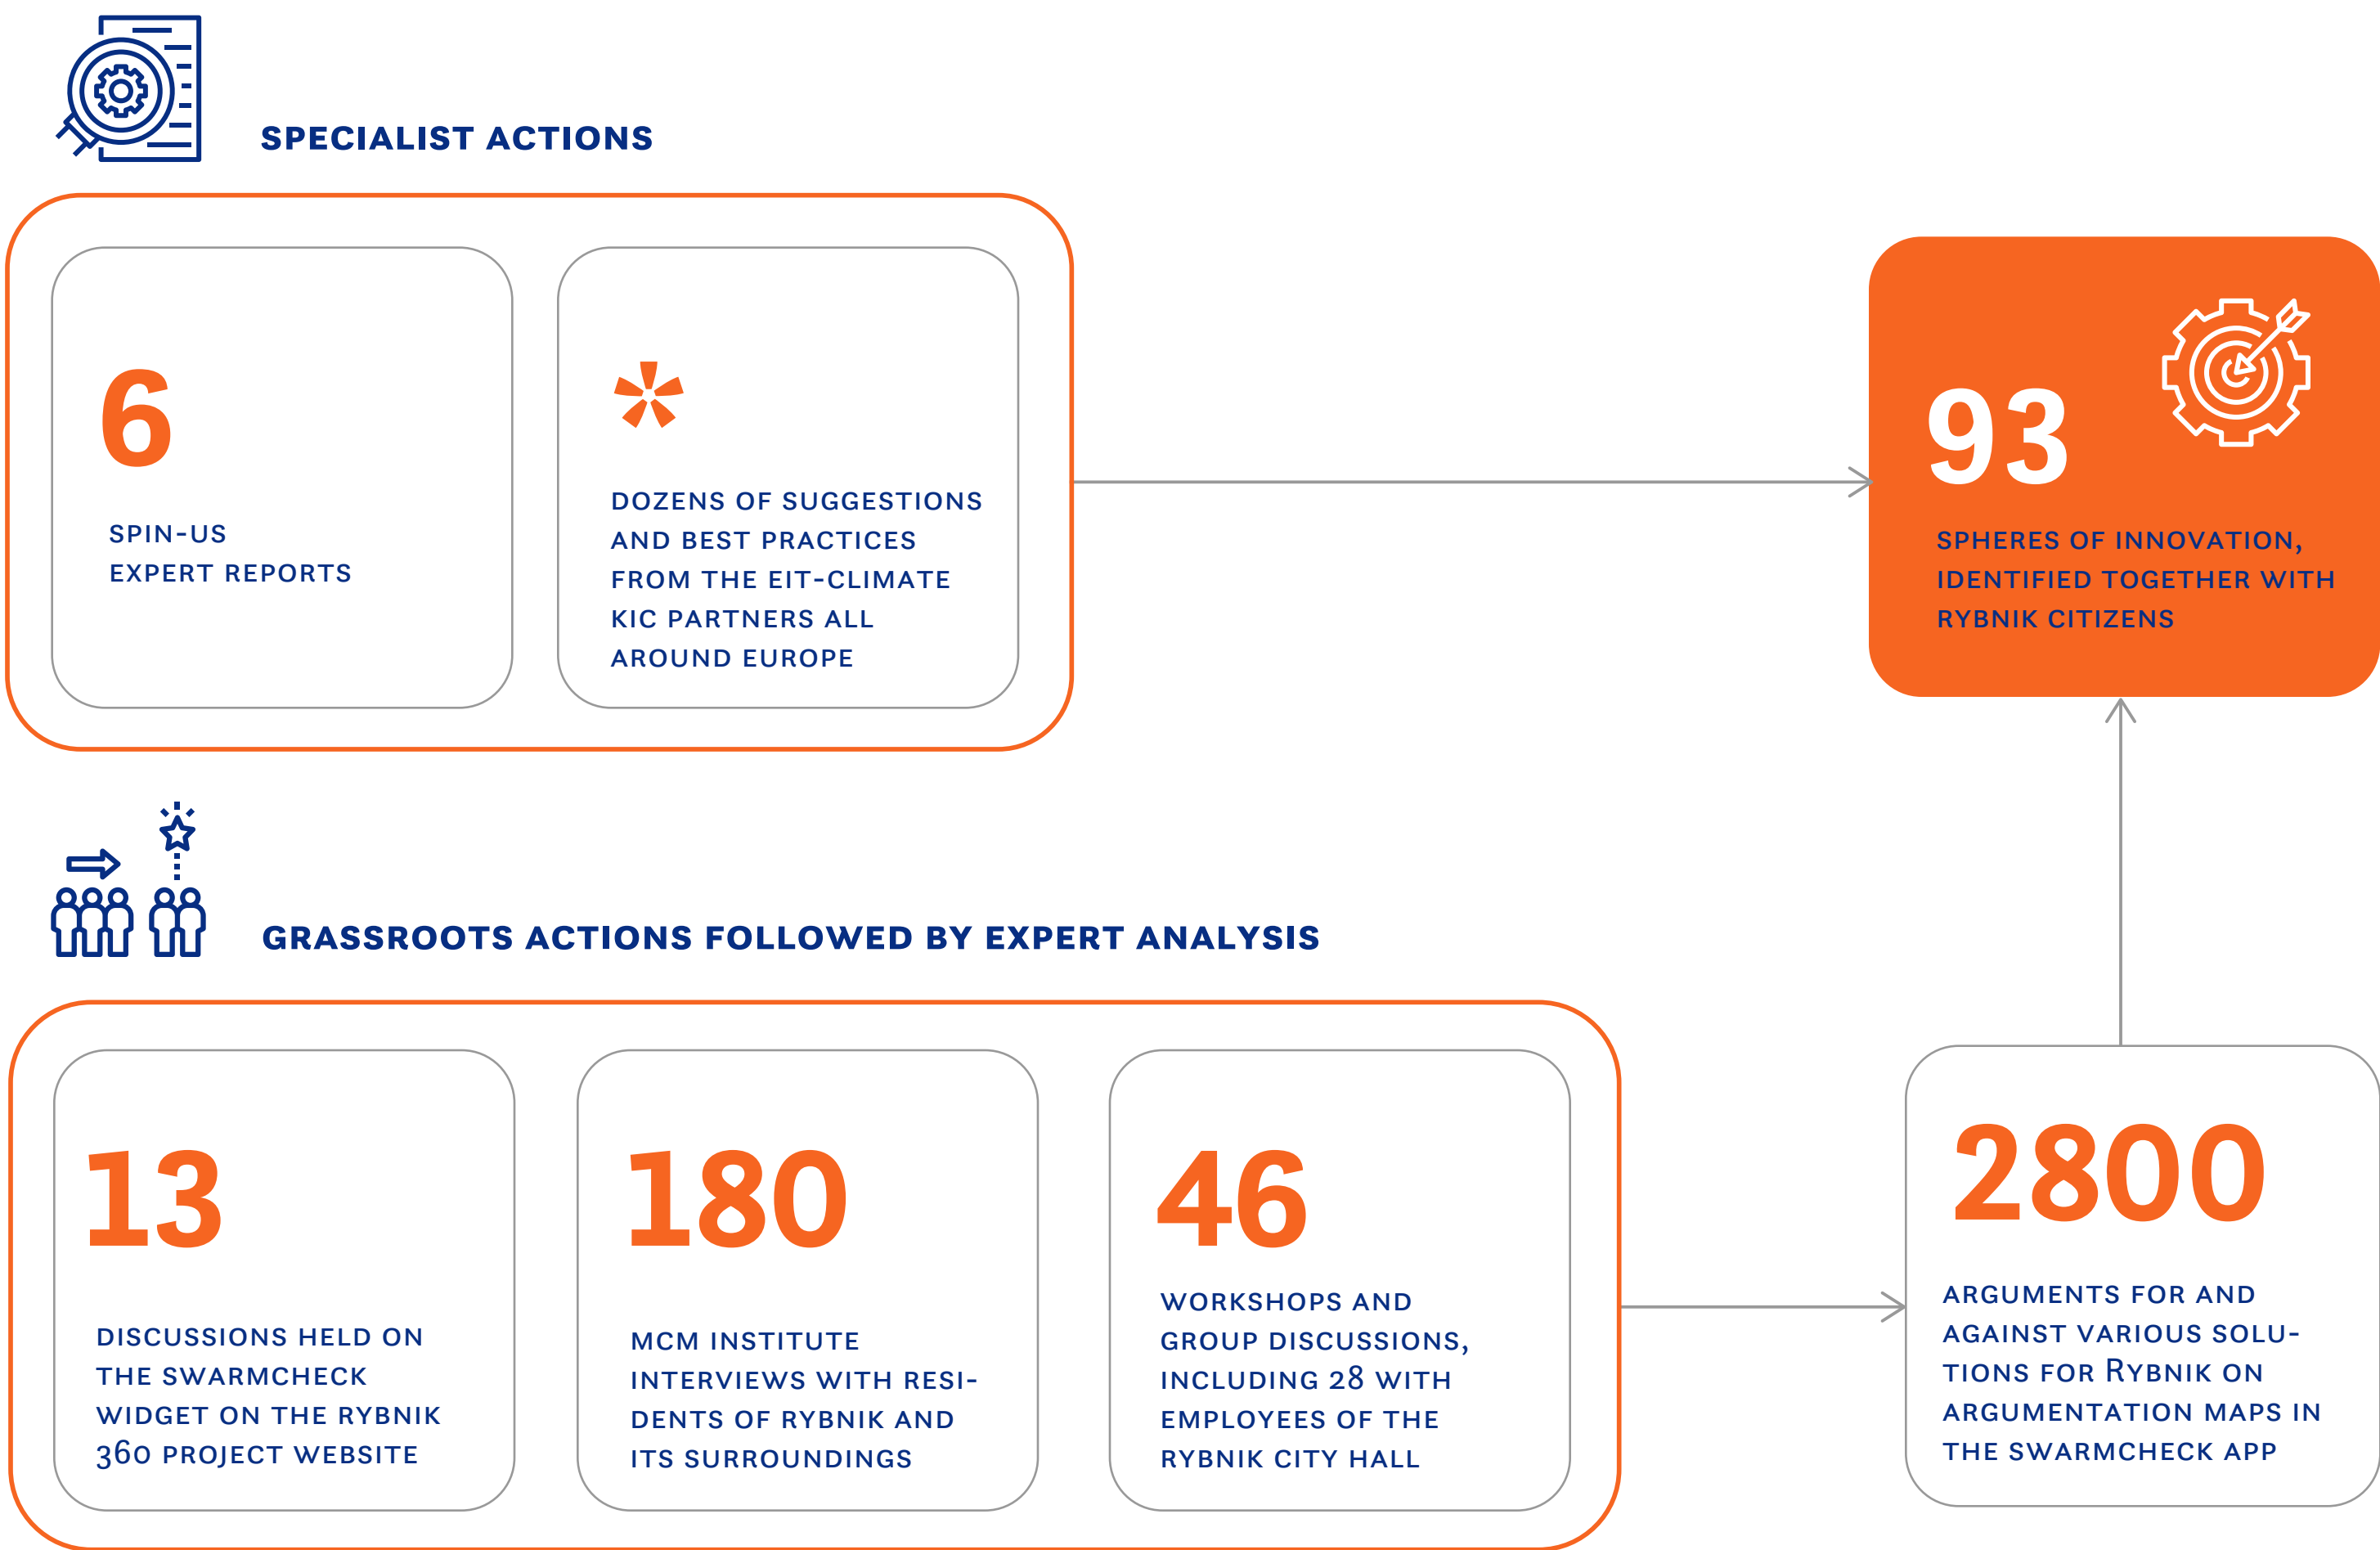 SPECIALIST ACTIONS
6
SPIN-US
EXPERT REPORTS
*
DOZENS OF SUGGESTIONS
AND BEST PRACTICES
FROM THE EIT-CLIMATE
KIC PARTNERS ALL
AROUND EUROPE
93
SPHERES OF INNOVATION,
IDENTIFIED TOGETHER WITH
RYBNIK CITIZENS
GRASSROOTS ACTIONS FOLLOWED BY EXPERT ANALYSIS
13
DISCUSSIONS HELD ON
THE SWARMCHECK
WIDGET ON THE RYBNIK
360 PROJECT WEBSITE
180
MCM INSTITUTE
INTERVIEWS WITH RESI-
DENTS OF RYBNIK AND
ITS SURROUNDINGS
46
WORKSHOPS AND
GROUP DISCUSSIONS,
INCLUDING 28 WITH
EMPLOYEES OF THE
RYBNIK CITY HALL
2800
ARGUMENTS FOR AND
AGAINST VARIOUS SOLU-
TIONS FOR RYBNIK ON
ARGUMENTATION MAPS IN
THE SWARMCHECK APP